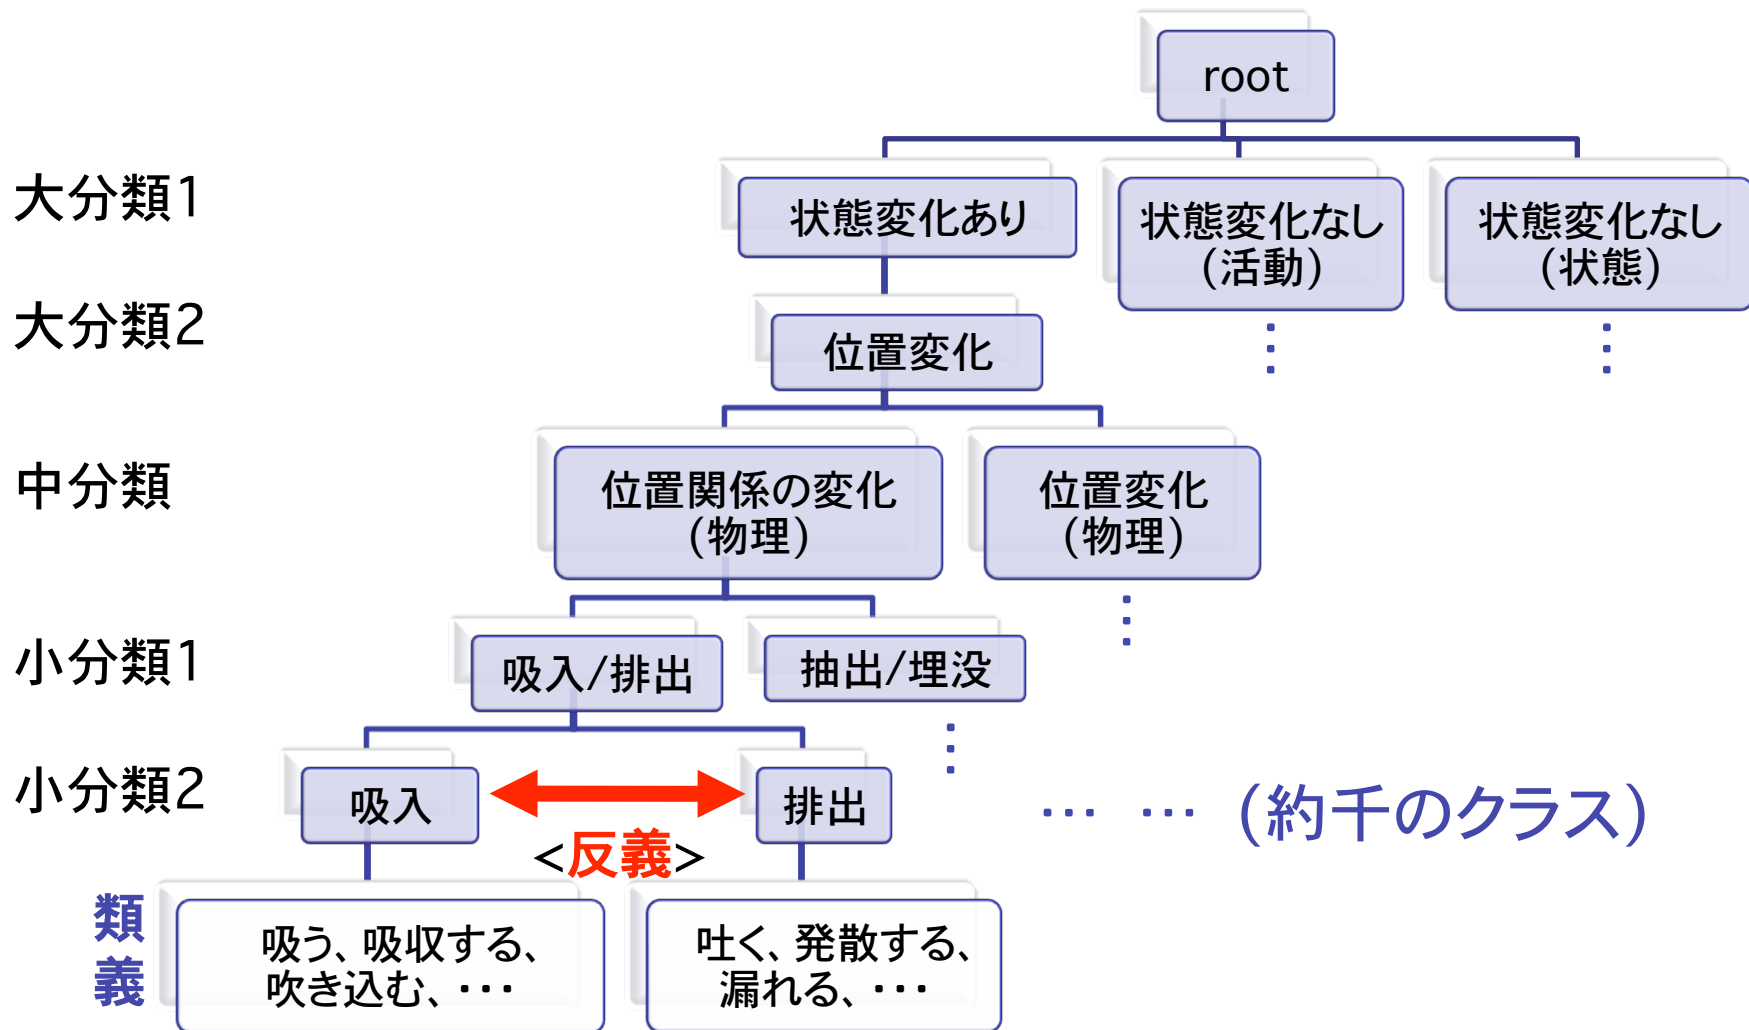 root
大分類1
状態変化あり
状態変化なし
(活動)
状態変化なし
(状態)
大分類2
位置変化
中分類
位置関係の変化
(物理)
位置変化
(物理)
小分類1
吸入/排出
抽出/埋没
小分類2
吸入
排出
<反義>
… … (約千のクラス)
類義
吸う、吸収する、
吹き込む、・・・
吐く、発散する、
漏れる、・・・